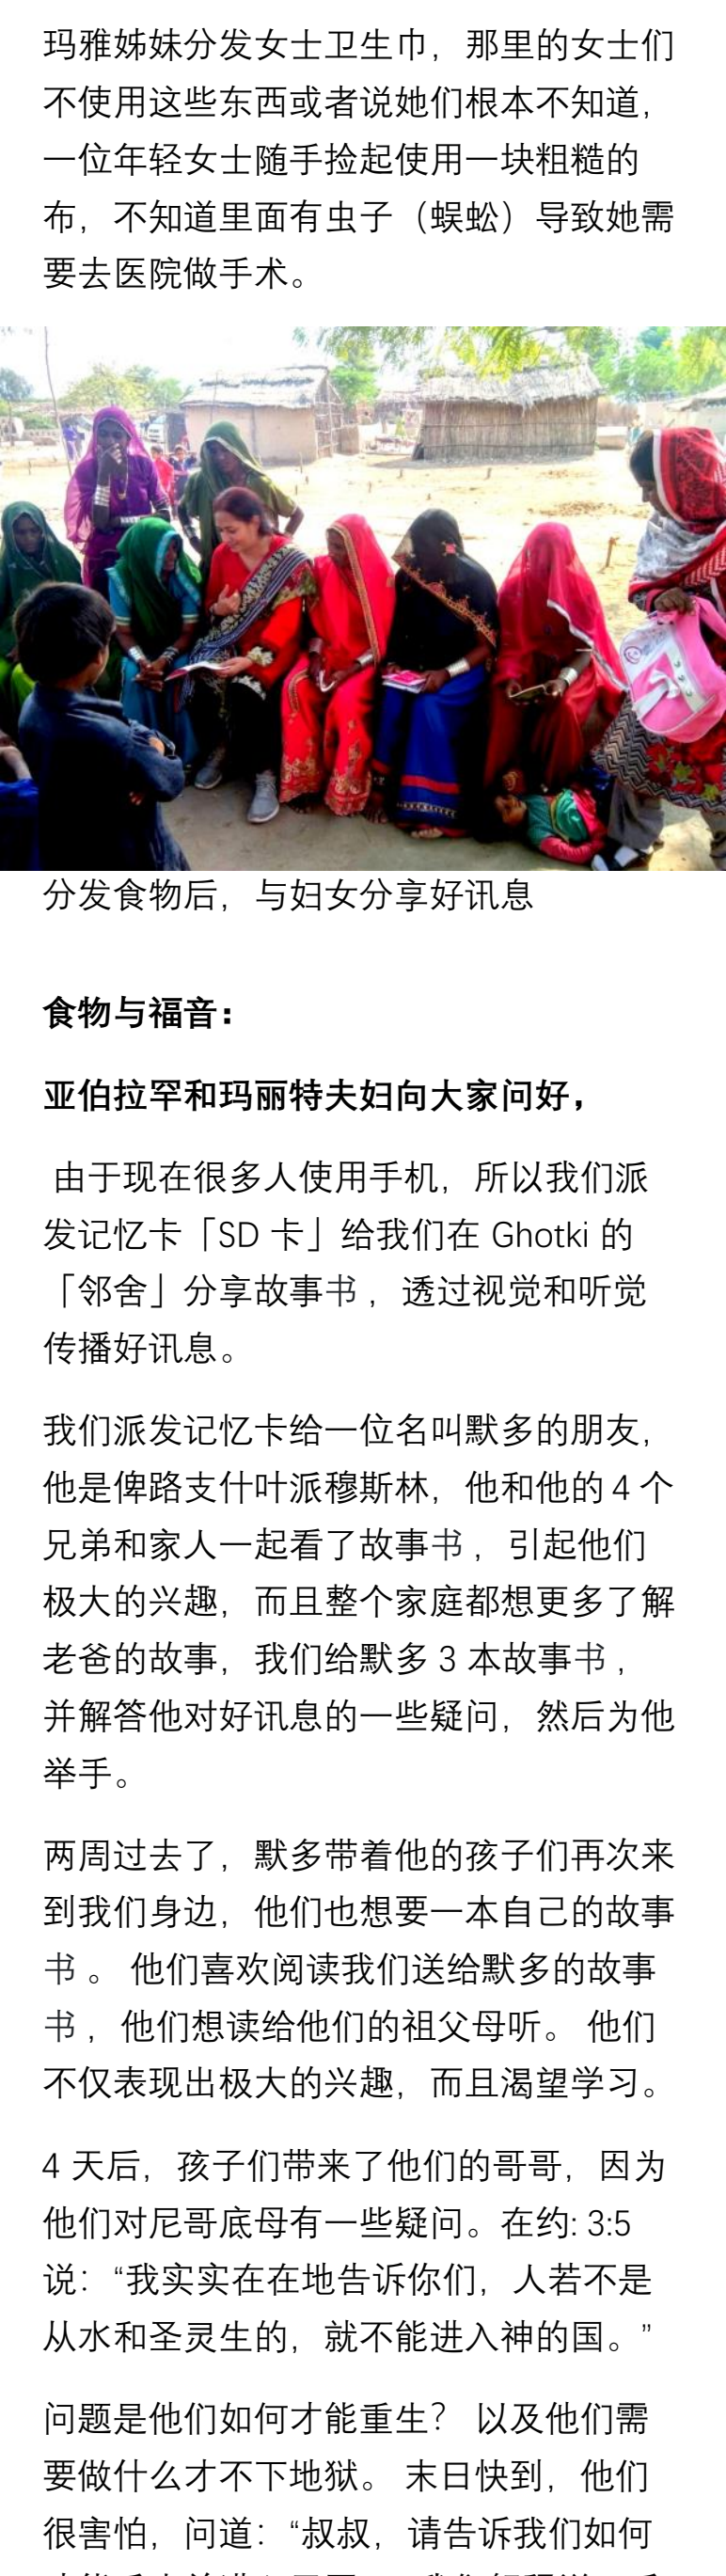 玛雅姊妹分发女士卫生巾，那里的女士们
不使用这些东西或者说她们根本不知道，
一位年轻女士随手捡起使用一块粗糙的
布，不知道里面有虫子（蜈蚣）导致她需
要去医院做手术。
分发食物后，与妇女分享好讯息
食物与福音：
亚伯拉罕和玛丽特夫妇向大家问好，
由于现在很多人使用手机，所以我们派
发记忆卡「SD 卡」给我们在 Ghotki 的
「邻舍」分享故事书 ，透过视觉和听觉
传播好讯息。
我们派发记忆卡给一位名叫默多的朋友，
他是俾路支什叶派穆斯林，他和他的 4 个
兄弟和家人一起看了故事书 ，引起他们
极大的兴趣，而且整个家庭都想更多了解
老爸的故事，我们给默多 3 本故事书 ，
并解答他对好讯息的一些疑问，然后为他
举手。
两周过去了，默多带着他的孩子们再次来
到我们身边，他们也想要一本自己的故事
书 。 他们喜欢阅读我们送给默多的故事
书 ，他们想读给他们的祖父母听。 他们
不仅表现出极大的兴趣，而且渴望学习。
4 天后，孩子们带来了他们的哥哥，因为
他们对尼哥底母有一些疑问。在约: 3:5
说：“我实实在在地告诉你们，人若不是
从水和圣灵生的，就不能进入神的国。”
问题是他们如何才能重生？ 以及他们需
要做什么才不下地狱。 末日快到，他们
很害怕，问道：“叔叔，请告诉我们如何